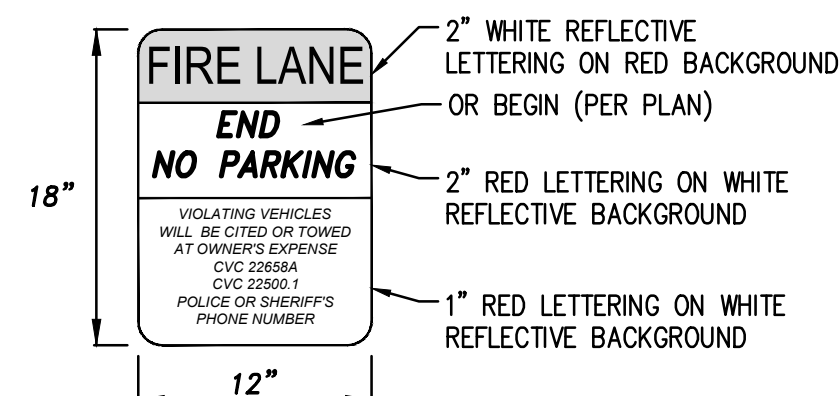 FIRE LANE
END
NO PARKING
VIOLATING VEHICLES
WILL BE CITED OR TOWED
AT OWNER'S EXPENSE
CVC 22658A
CVC 22500.1
POLICE OR SHERIFF'S
PHONE NUMBER
18"
12"
2" WHITE REFLECTIVE
LETTERING ON RED BACKGROUND
OR BEGIN (PER PLAN)
2" RED LETTERING ON WHITE
REFLECTIVE BACKGROUND
1" RED LETTERING ON WHITE
REFLECTIVE BACKGROUND